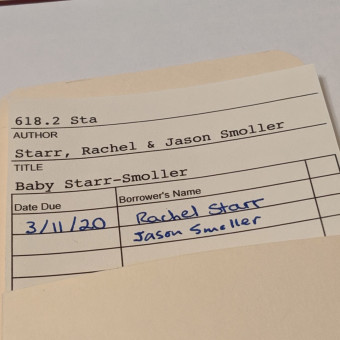 618.2 Sta
AUTHOR
Starr, Rachel & Jason Smoller
TITLE
Baby Starr-Smoller
Date Due Borrower's Name
3/11/20 Rachel Starr
Jason Smoller